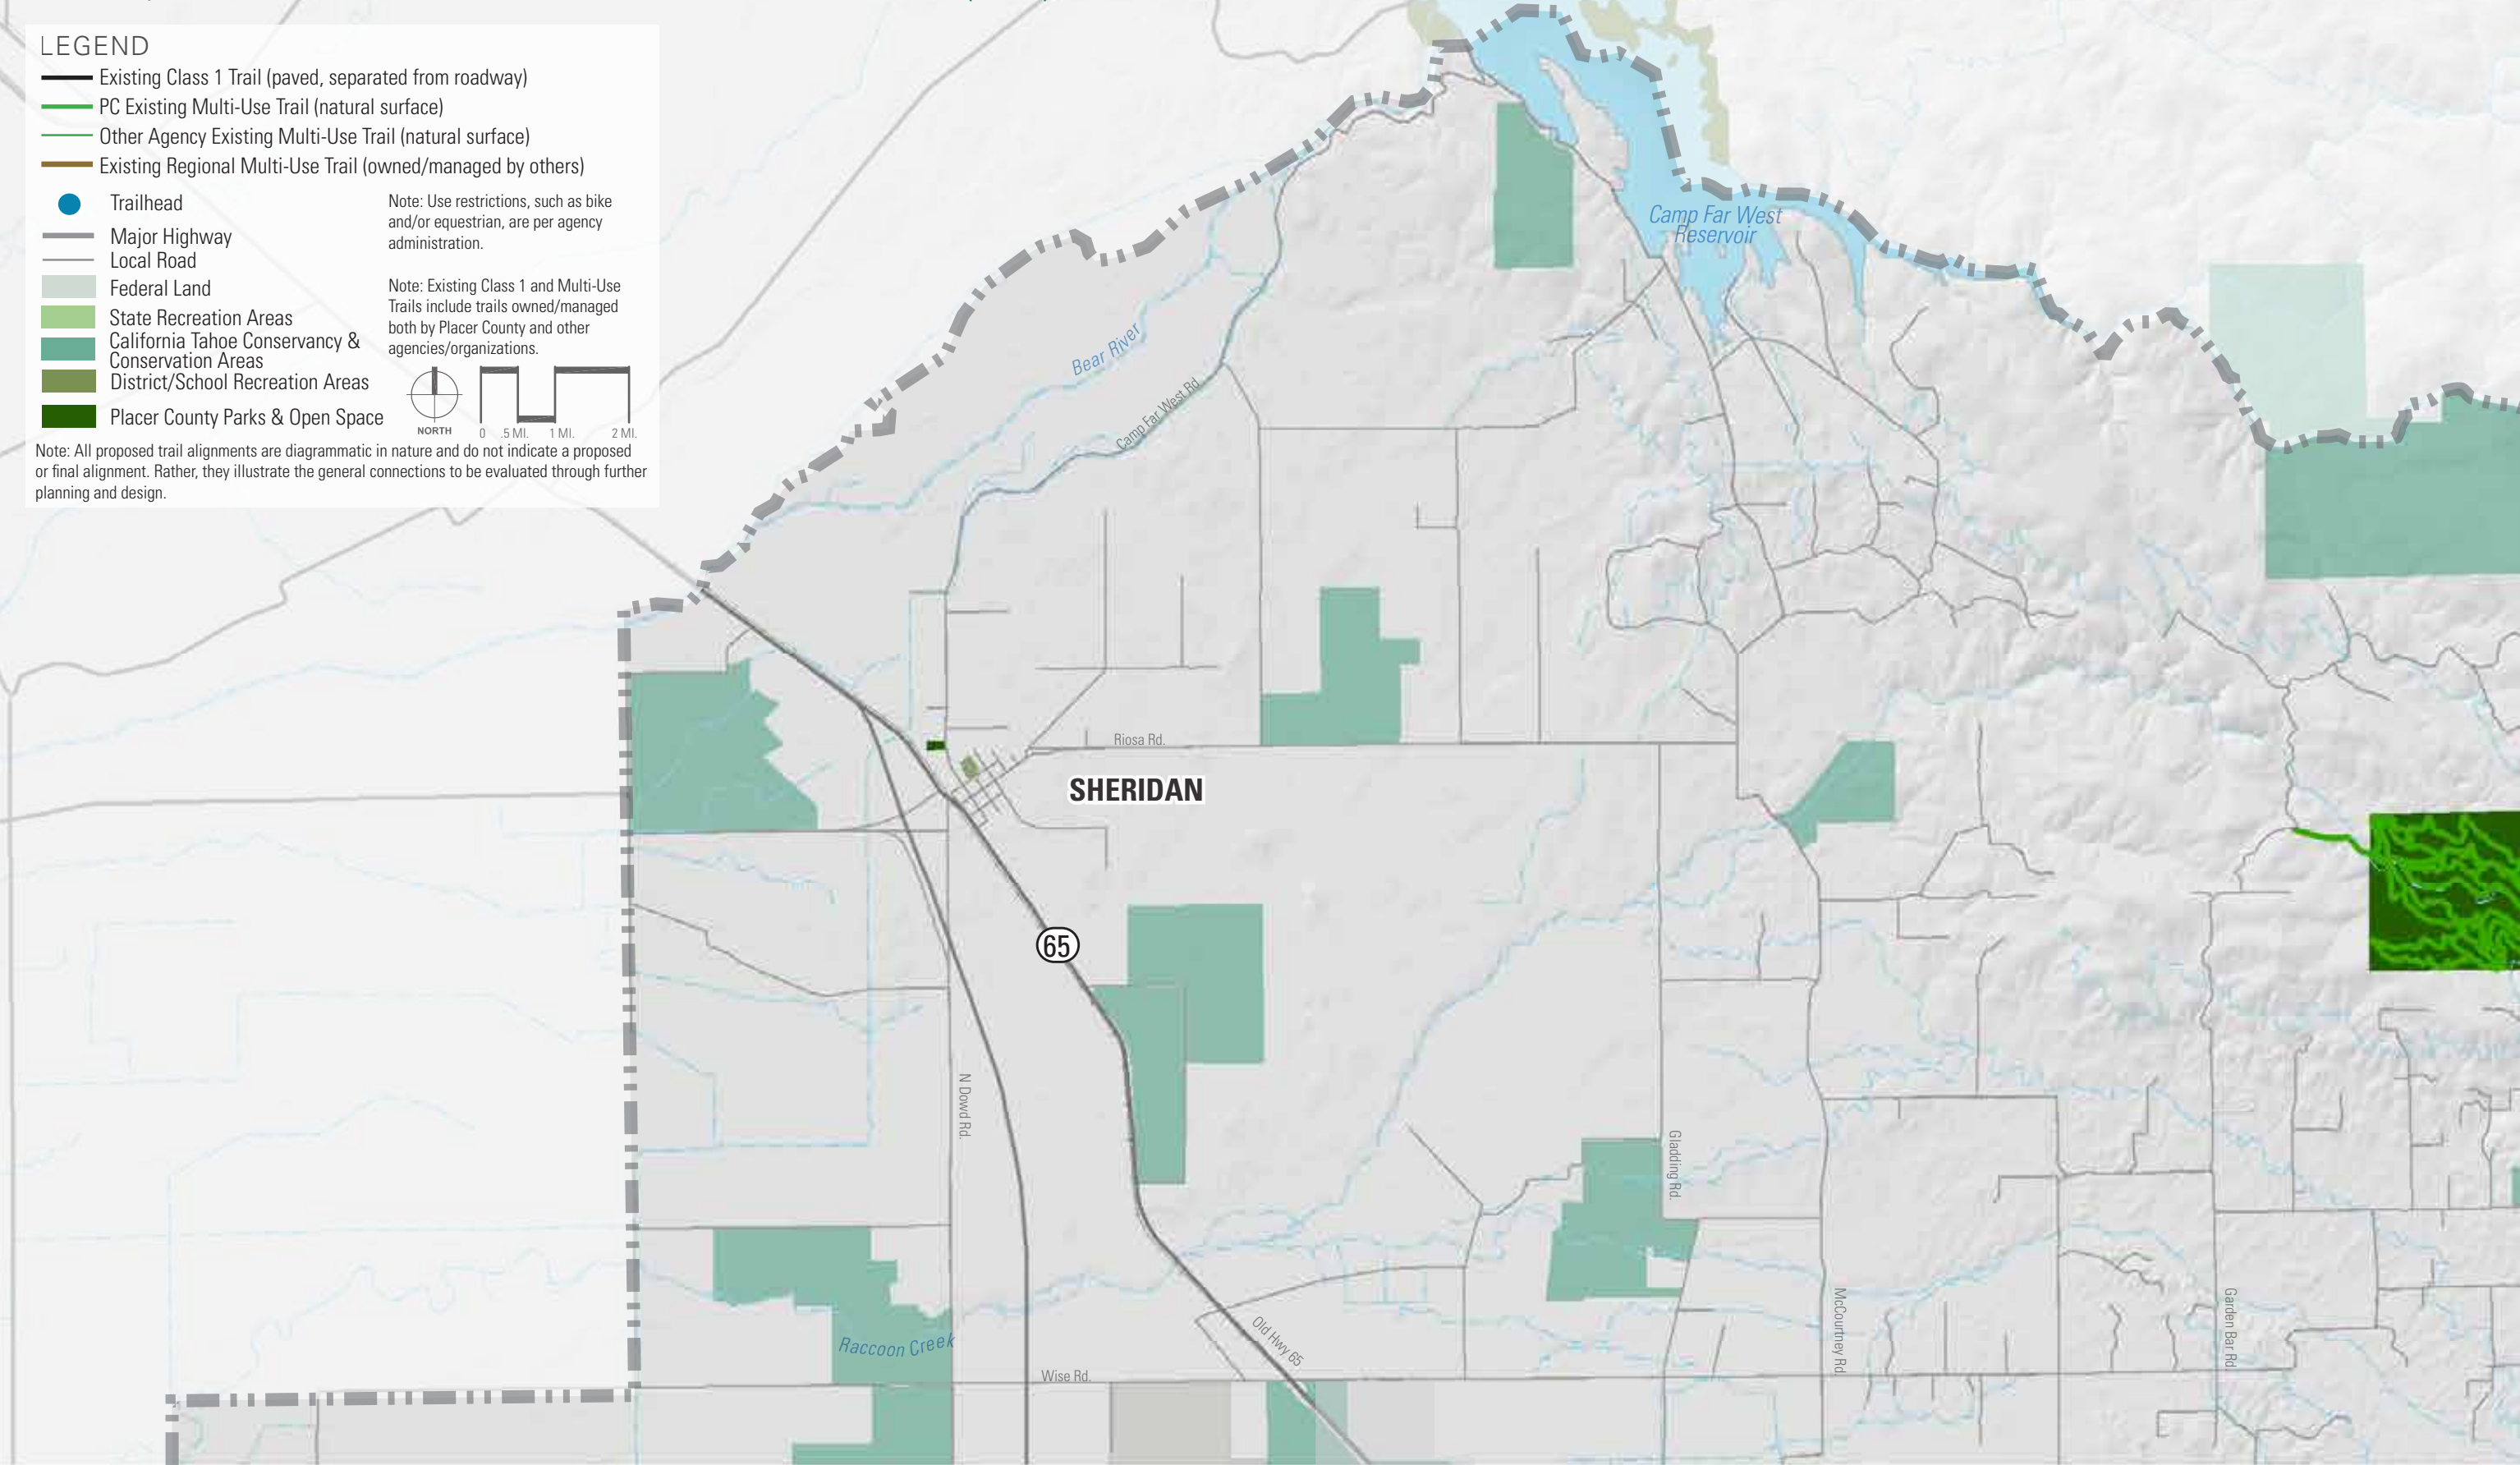 LEGEND
Existing Class 1 Trail (paved, separated from roadway)
PC Existing Multi-Use Trail (natural surface)
Other Agency Existing Multi-Use Trail (natural surface)
Existing Regional Multi-Use Trail (owned/managed by others)
Trailhead
Major Highway
Local Road
Federal Land
State Recreation Areas
California Tahoe Conservancy &
Conservation Areas
District/School Recreation Areas
Placer County Parks & Open Space
Note: Use restrictions, such as bike
and/or equestrian, are per agency
administration.
Note: Existing Class 1 and Multi-Use
Trails include trails owned/managed
both by Placer County and other
agencies/organizations.
NORTH
0 .5 MI. 1 MI. 2 MI.
Note: All proposed trail alignments are diagrammatic in nature and do not indicate a proposed
or final alignment. Rather, they illustrate the general connections to be evaluated through further
planning and design.
Camp Far West
Reservoir
Bear River
Camp Far West Rd.
Riosa Rd.
SHERIDAN
65
N Dowd Rd.
Gladding Rd.
McCourtney Rd.
Garden Bar Rd.
Old Hwy 65
Raccoon Creek
Wise Rd.